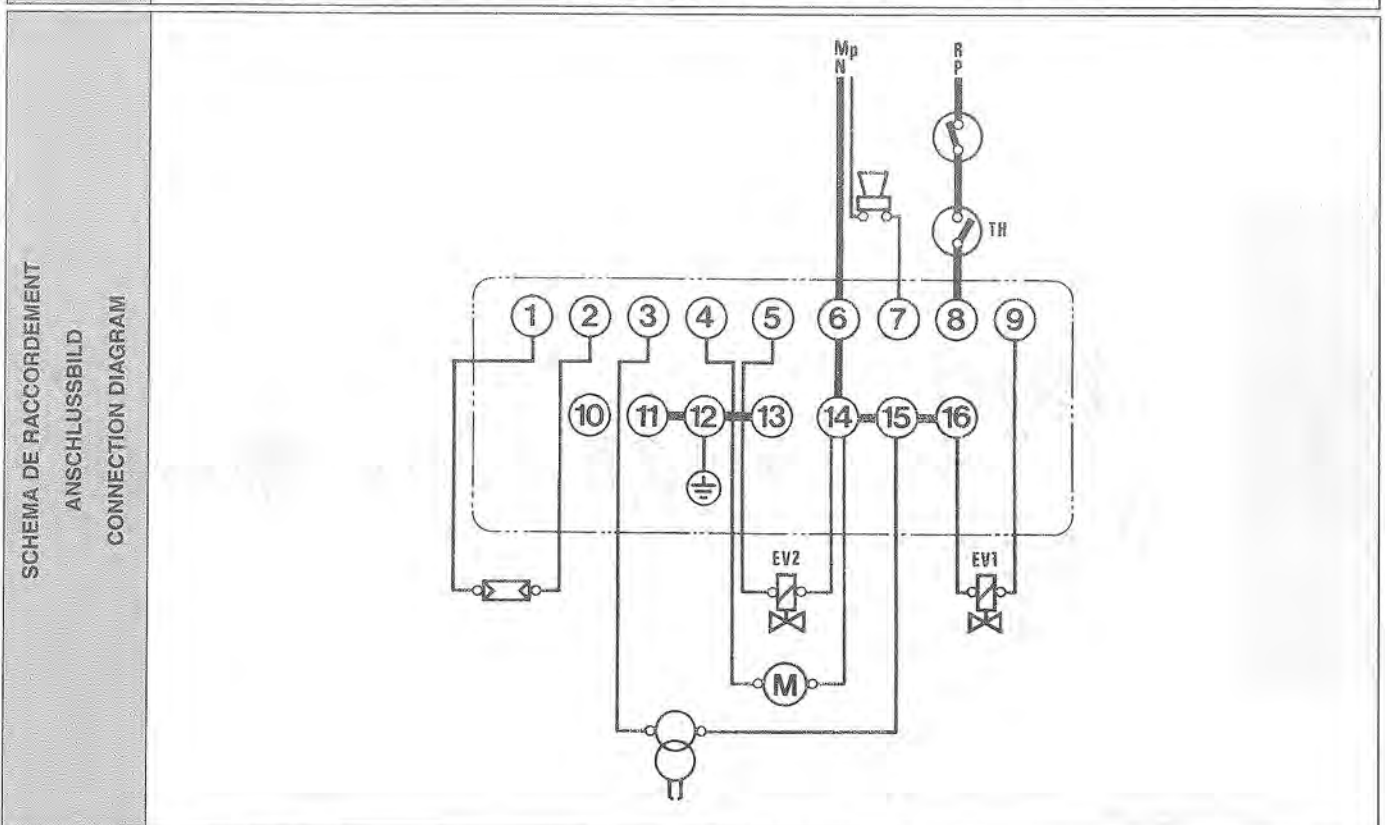 SCHEMA DE RACCORDEMENT
ANSCHLUSSBILD
CONNECTION DIAGRAM
Mp
N
R
P
TH
1 2 3 4 5 6 7 8 9
10 11 12 13 14 15 16
EV2
EV1
M